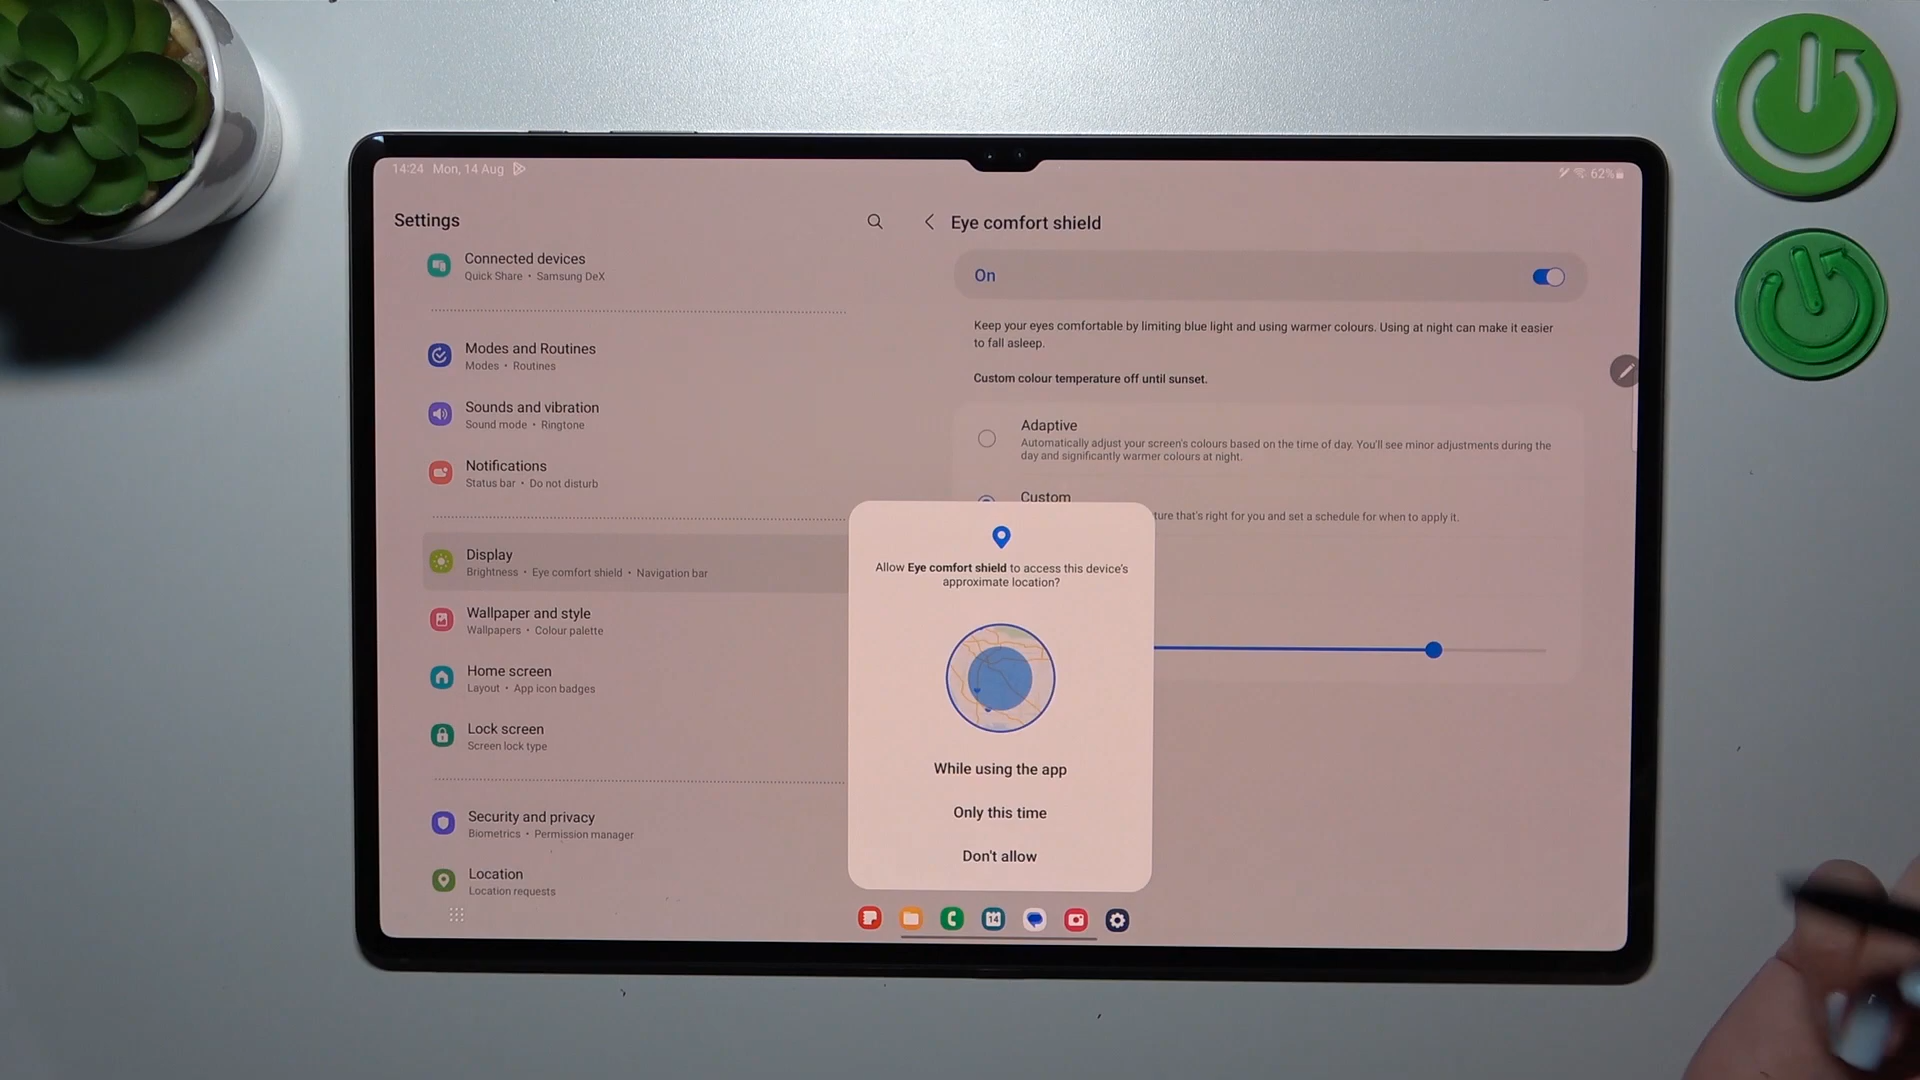 14:24 Mon, 14 Aug
62%
Settings
Connected devices
Quick Share • Samsung DeX
Modes and Routines
Modes • Routines
Sounds and vibration
Sound mode • Ringtone
Notifications
Status bar • Do not disturb
Display
Brightness • Eye comfort shield • Navigation bar
Wallpaper and style
Wallpapers • Colour palette
Home screen
Layout • App icon badges
Lock screen
Screen lock type
Security and privacy
Biometrics • Permission manager
Location
Location requests
Eye comfort shield
On
Keep your eyes comfortable by limiting blue light and using warmer colours. Using at night can make it easier
to fall asleep.
Custom colour temperature off until sunset.
Adaptive
Automatically adjust your screen's colours based on the time of day. You'll see minor adjustments during the
day and significantly warmer colours at night.
Custom
ture that's right for you and set a schedule for when to apply it.
Allow Eye comfort shield to access this device's
approximate location?
While using the app
Only this time
Don't allow
14